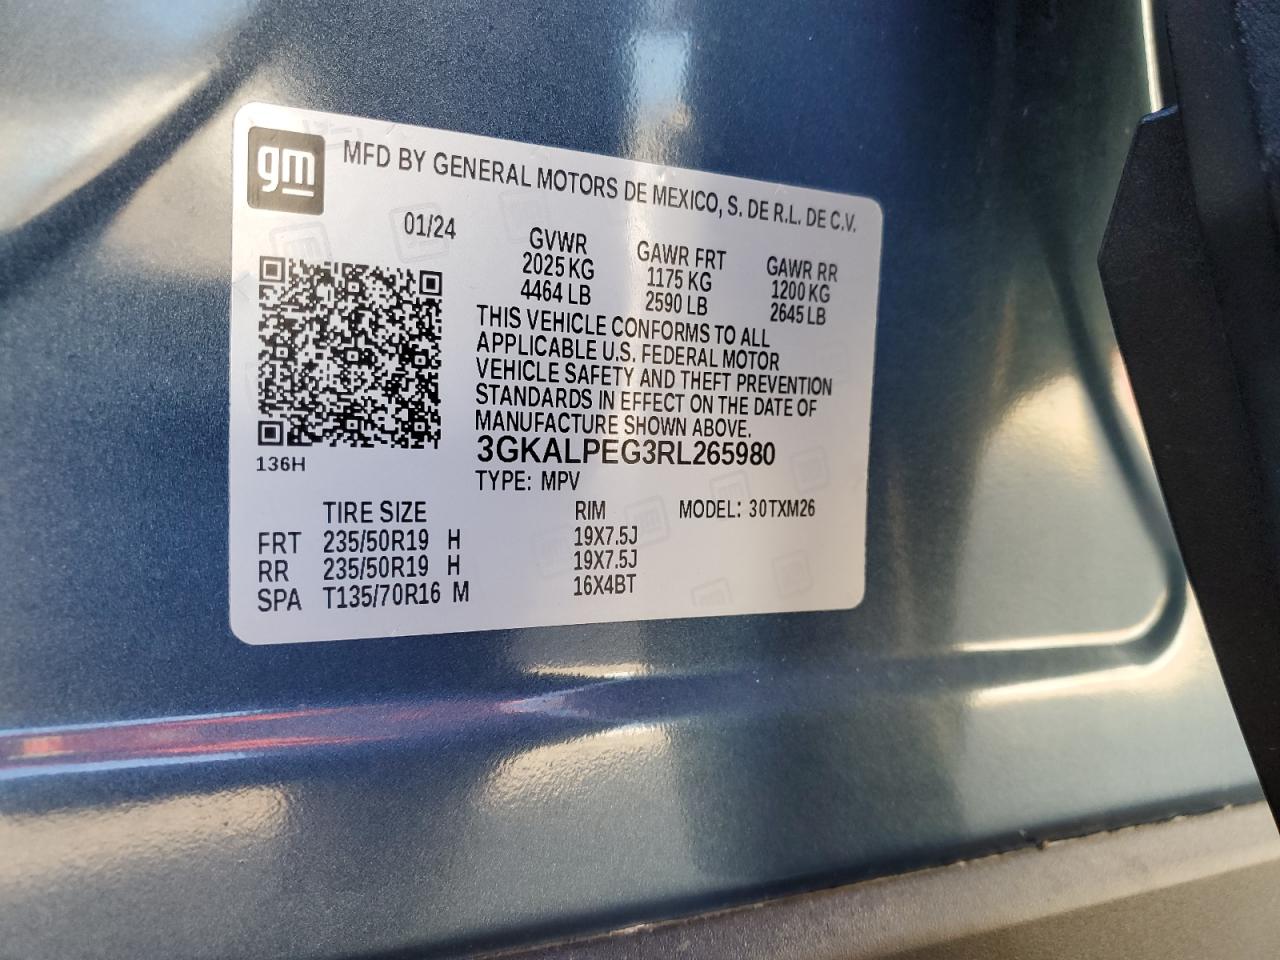 gm
MFD BY GENERAL MOTORS DE MEXICO, S. DE R.L. DE C.V.
01/24
GVWR GAWR FRT GAWR RR
2025 KG 1175 KG 1200 KG
4464 LB 2590 LB 2645 LB
THIS VEHICLE CONFORMS TO ALL
APPLICABLE U.S. FEDERAL MOTOR
VEHICLE SAFETY AND THEFT PREVENTION
STANDARDS IN EFFECT ON THE DATE OF
MANUFACTURE SHOWN ABOVE.
3GKALPEG3RL265980
136H
TYPE: MPV
TIRE SIZE RIM MODEL: 30TXM26
FRT 235/50R19 H 19X7.5J
RR 235/50R19 H 19X7.5J
SPA T135/70R16 M 16X4BT